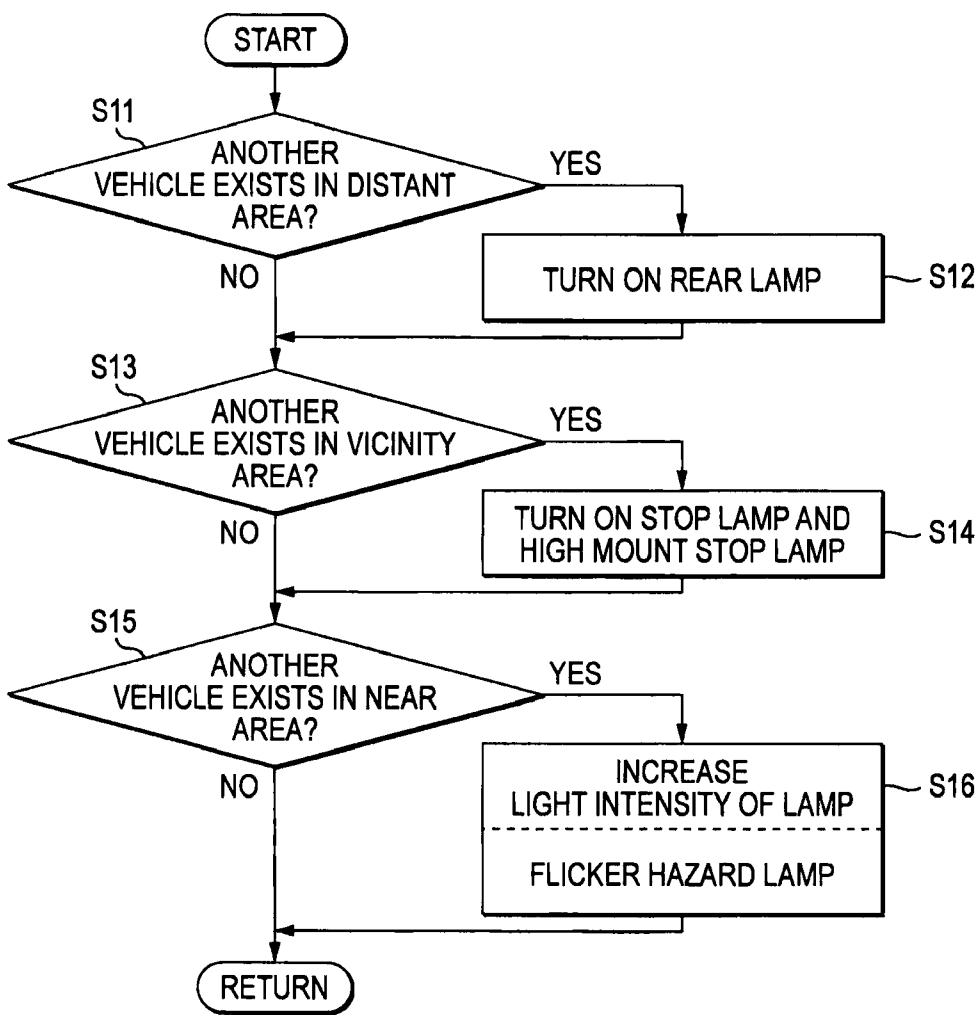 START
S11
ANOTHER
VEHICLE EXISTS IN DISTANT
AREA?
YES
NO
TURN ON REAR LAMP
S12
S13
ANOTHER
VEHICLE EXISTS IN VICINITY
AREA?
YES
NO
TURN ON STOP LAMP AND
HIGH MOUNT STOP LAMP
S14
S15
ANOTHER
VEHICLE EXISTS IN NEAR
AREA?
YES
NO
INCREASE
LIGHT INTENSITY OF LAMP
S16
FLICKER HAZARD LAMP
RETURN